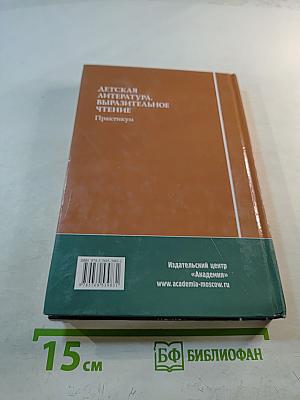 ДЕТСКАЯ
ЛИТЕРАТУРА.
ВЫРАЗИТЕЛЬНОЕ
ЧТЕНИЕ
Практикум
Издательский центр
«Академия»
www.academia-moscow.ru
15 см
БФ БИБЛИОФАН